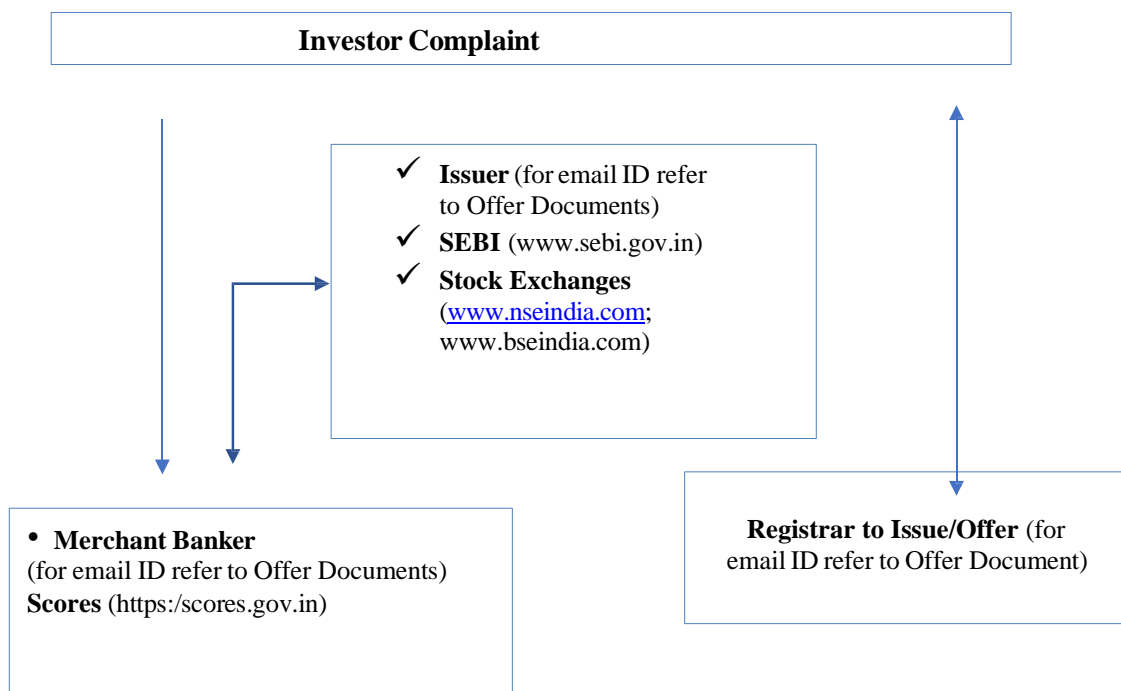 Investor Complaint
✓ Issuer (for email ID refer
to Offer Documents)
✓ SEBI (www.sebi.gov.in)
✓ Stock Exchanges
(www.nseindia.com;
www.bseindia.com)
• Merchant Banker
(for email ID refer to Offer Documents)
Scores (https:/scores.gov.in)
Registrar to Issue/Offer (for
email ID refer to Offer Document)